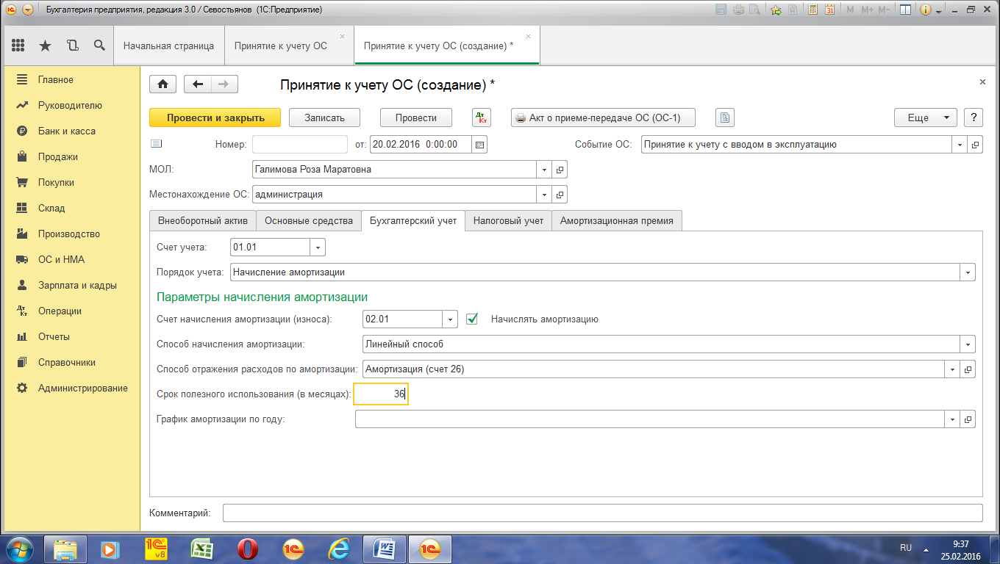 Бухгалтерия предприятия, редакция 3.0 / Севостьянов (1С:Предприятие)
M M+ M-
Начальная страница
Принятие к учету ОС
Принятие к учету ОС (создание) *
Главное
Руководителю
Банк и касса
Продажи
Покупки
Склад
Производство
ОС и НМА
Зарплата и кадры
Операции
Отчеты
Справочники
Администрирование
Принятие к учету ОС (создание) *
Провести и закрыть Записать Провести Дт Кт Акт о приеме-передаче ОС (ОС-1) Еще ?
Номер: от: 20.02.2016 0:00:00 Событие ОС: Принятие к учету с вводом в эксплуатацию
МОЛ: Галимова Роза Маратовна
Местонахождение ОС: администрация
Внеоборотный актив Основные средства Бухгалтерский учет Налоговый учет Амортизационная премия
Счет учета: 01.01
Порядок учета: Начисление амортизации
Параметры начисления амортизации
Счет начисления амортизации (износа): 02.01 Начислять амортизацию
Способ начисления амортизации: Линейный способ
Способ отражения расходов по амортизации: Амортизация (счет 26)
Срок полезного использования (в месяцах): 36
График амортизации по году:
Комментарий:
RU 9:37
25.02.2016